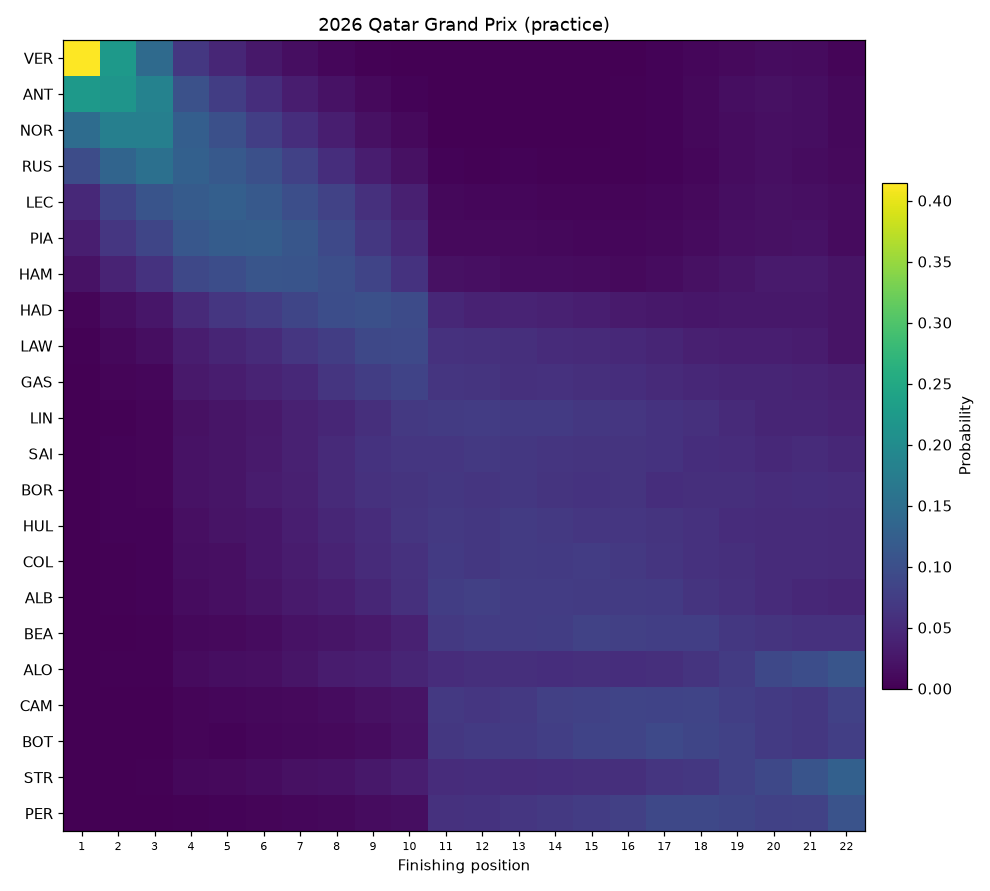 2026 Qatar Grand Prix (practice)
VER
ANT
NOR
RUS
LEC
PIA
HAM
HAD
LAW
GAS
LIN
SAI
BOR
HUL
COL
ALB
BEA
ALO
CAM
BOT
STR
PER
1 2 3 4 5 6 7 8 9 10 11 12 13 14 15 16 17 18 19 20 21 22
Finishing position
0.40
0.35
0.30
0.25
0.20
0.15
0.10
0.05
0.00
Probability